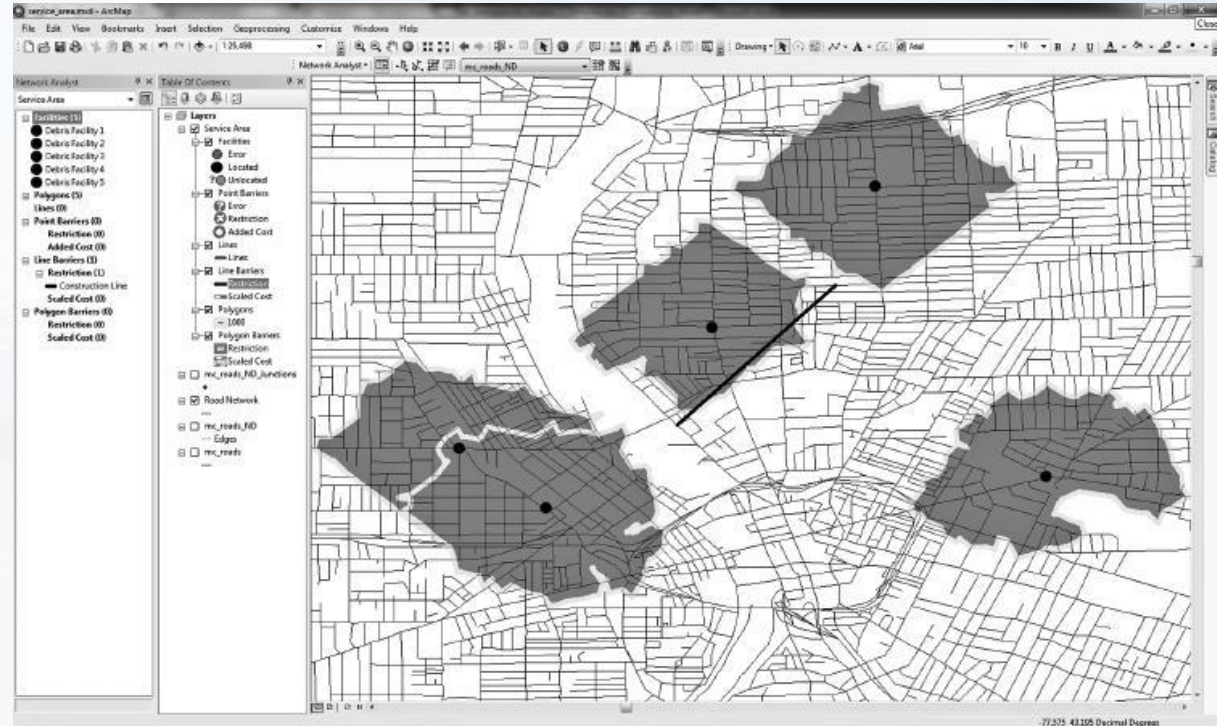 service_area.mxd - ArcMap
Close
File Edit View Bookmarks Insert Selection Geoprocessing Customize Windows Help
1:25,498
Drawing
Arial
10
B I U A
Network Analyst
mc_roads_ND
Network Analyst
Service Area
Facilities (5)
Debris Facility 1
Debris Facility 2
Debris Facility 3
Debris Facility 4
Debris Facility 5
Polygons (5)
Lines (0)
Point Barriers (0)
Restriction (0)
Added Cost (0)
Line Barriers (1)
Restriction (1)
Construction Line
Scaled Cost (0)
Polygon Barriers (0)
Restriction (0)
Scaled Cost (0)
Table Of Contents
Layers
Service Area
Facilities
Error
Located
Unlocated
Point Barriers
Error
Restriction
Added Cost
Lines
Lines
Line Barriers
Restriction
Scaled Cost
Polygons
1000
Polygon Barriers
Restriction
Scaled Cost
mc_roads_ND_Junctions
Road Network
mc_roads_ND
Edges
mc_roads
Search
Catalog
-77.575 43.195 Decimal Degrees